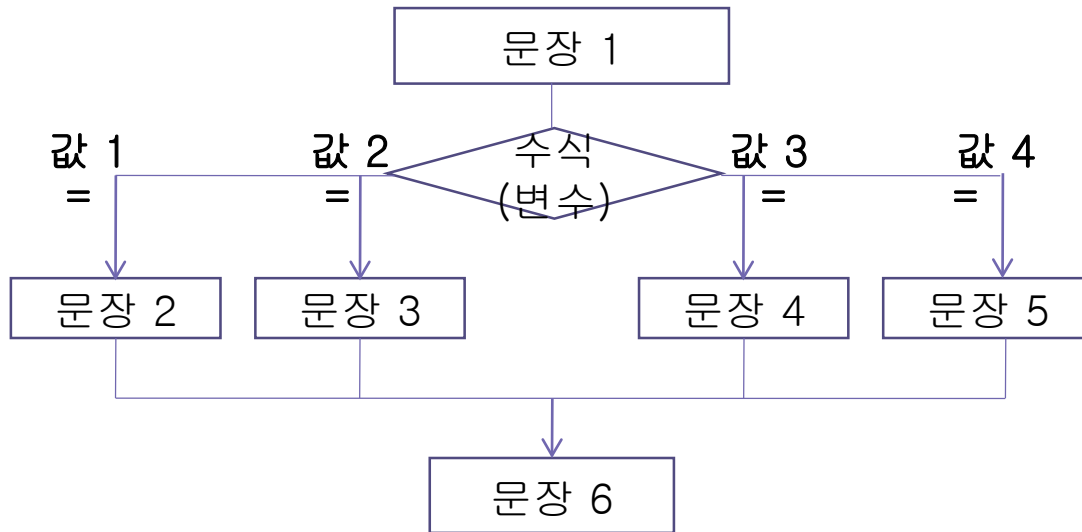 문장 1
값 1
=
값 2
=
수식
(변수)
값 3
=
값 4
=
문장 2
문장 3
문장 4
문장 5
문장 6